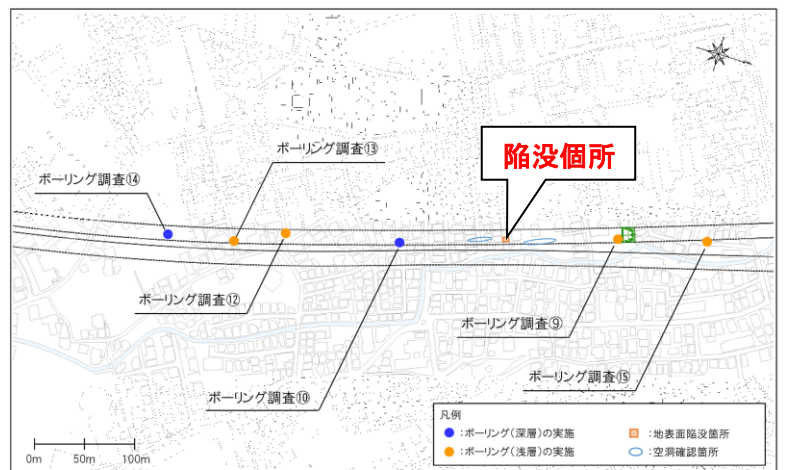 陥没個所
ボーリング調査⑬
ボーリング調査⑭
ボーリング調査⑫
ボーリング調査⑨
ボーリング調査⑮
ボーリング調査⑩
凡例
:ボーリング(深層)の実施
:地表面陥没箇所
:ボーリング(浅層)の実施
:空洞確認箇所
0m 50m 100m